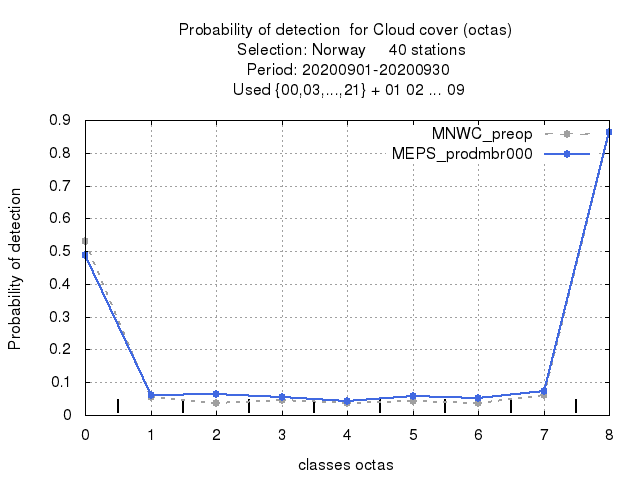 Probability of detection  for Cloud cover (octas)
Selection: Norway     40 stations
Period: 20200901-20200930
Used {00,03,...,21} + 01 02 ... 09
MNWC_preop
MEPS_prodmbr000
Probability of detection
0.9
0.8
0.7
0.6
0.5
0.4
0.3
0.2
0.1
0
0 1 2 3 4 5 6 7 8
classes octas